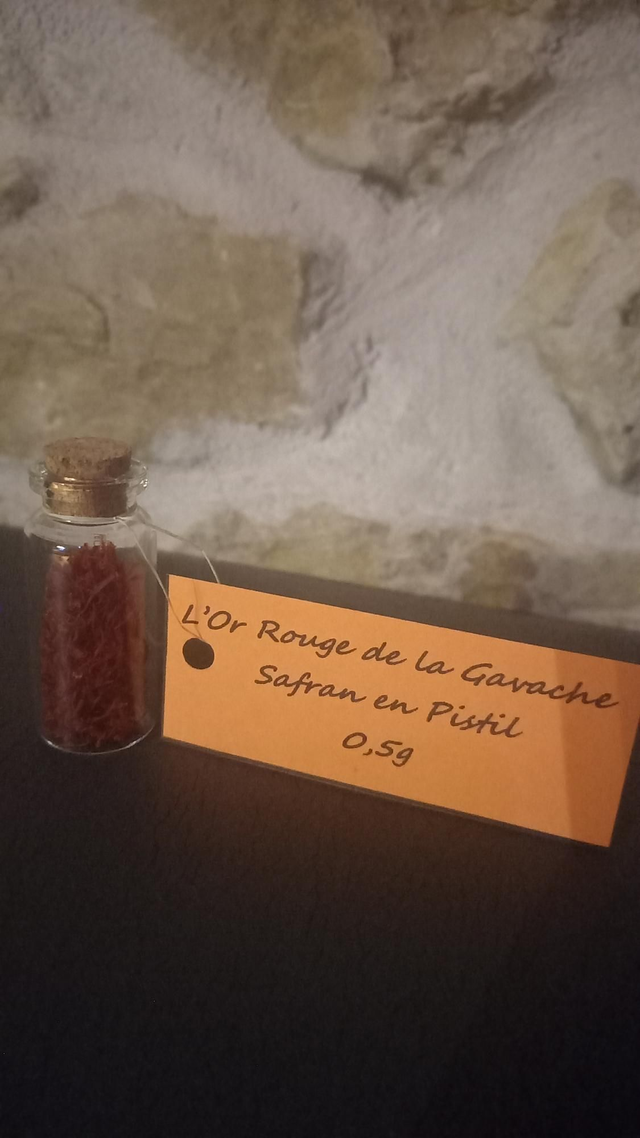 L'Or Rouge de la Gavache
Safran en Pistil
0,5g